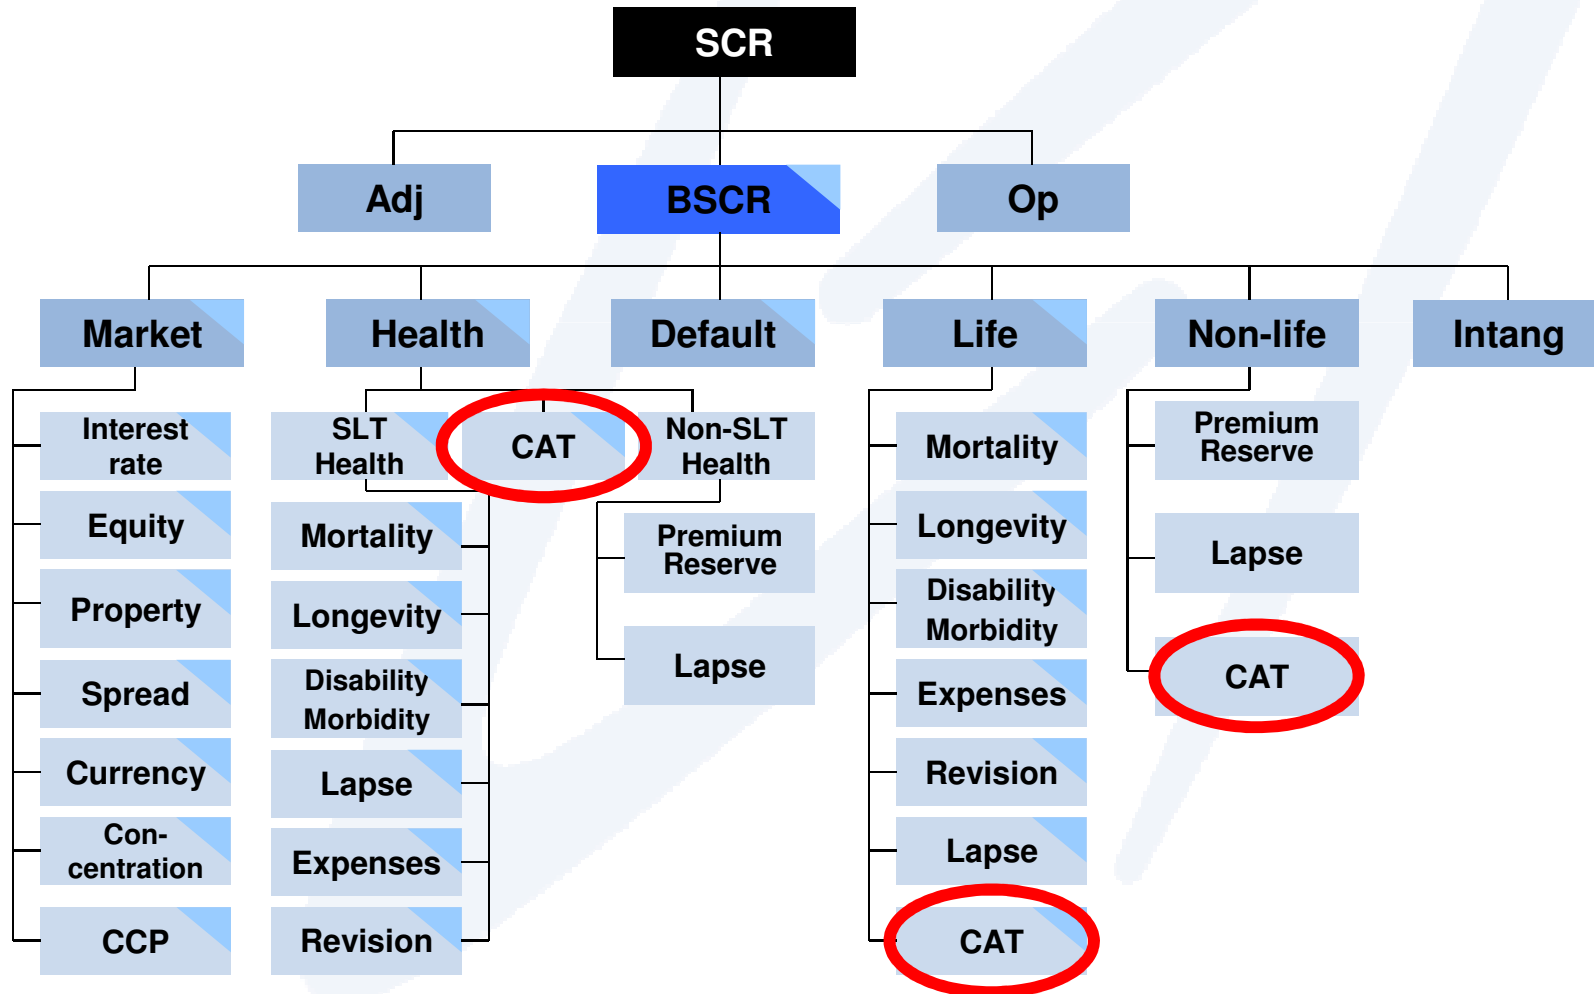 SCR
Adj
BSCR
Op
Market
Health
Default
Life
Non-life
Intang
Interest
rate
Equity
Property
Spread
Currency
Con-
centration
CCP
SLT
Health
CAT
Non-SLT
Health
Mortality
Longevity
Disability
Morbidity
Lapse
Expenses
Revision
Premium
Reserve
Lapse
Mortality
Longevity
Disability
Morbidity
Expenses
Revision
Lapse
CAT
Premium
Reserve
Lapse
CAT